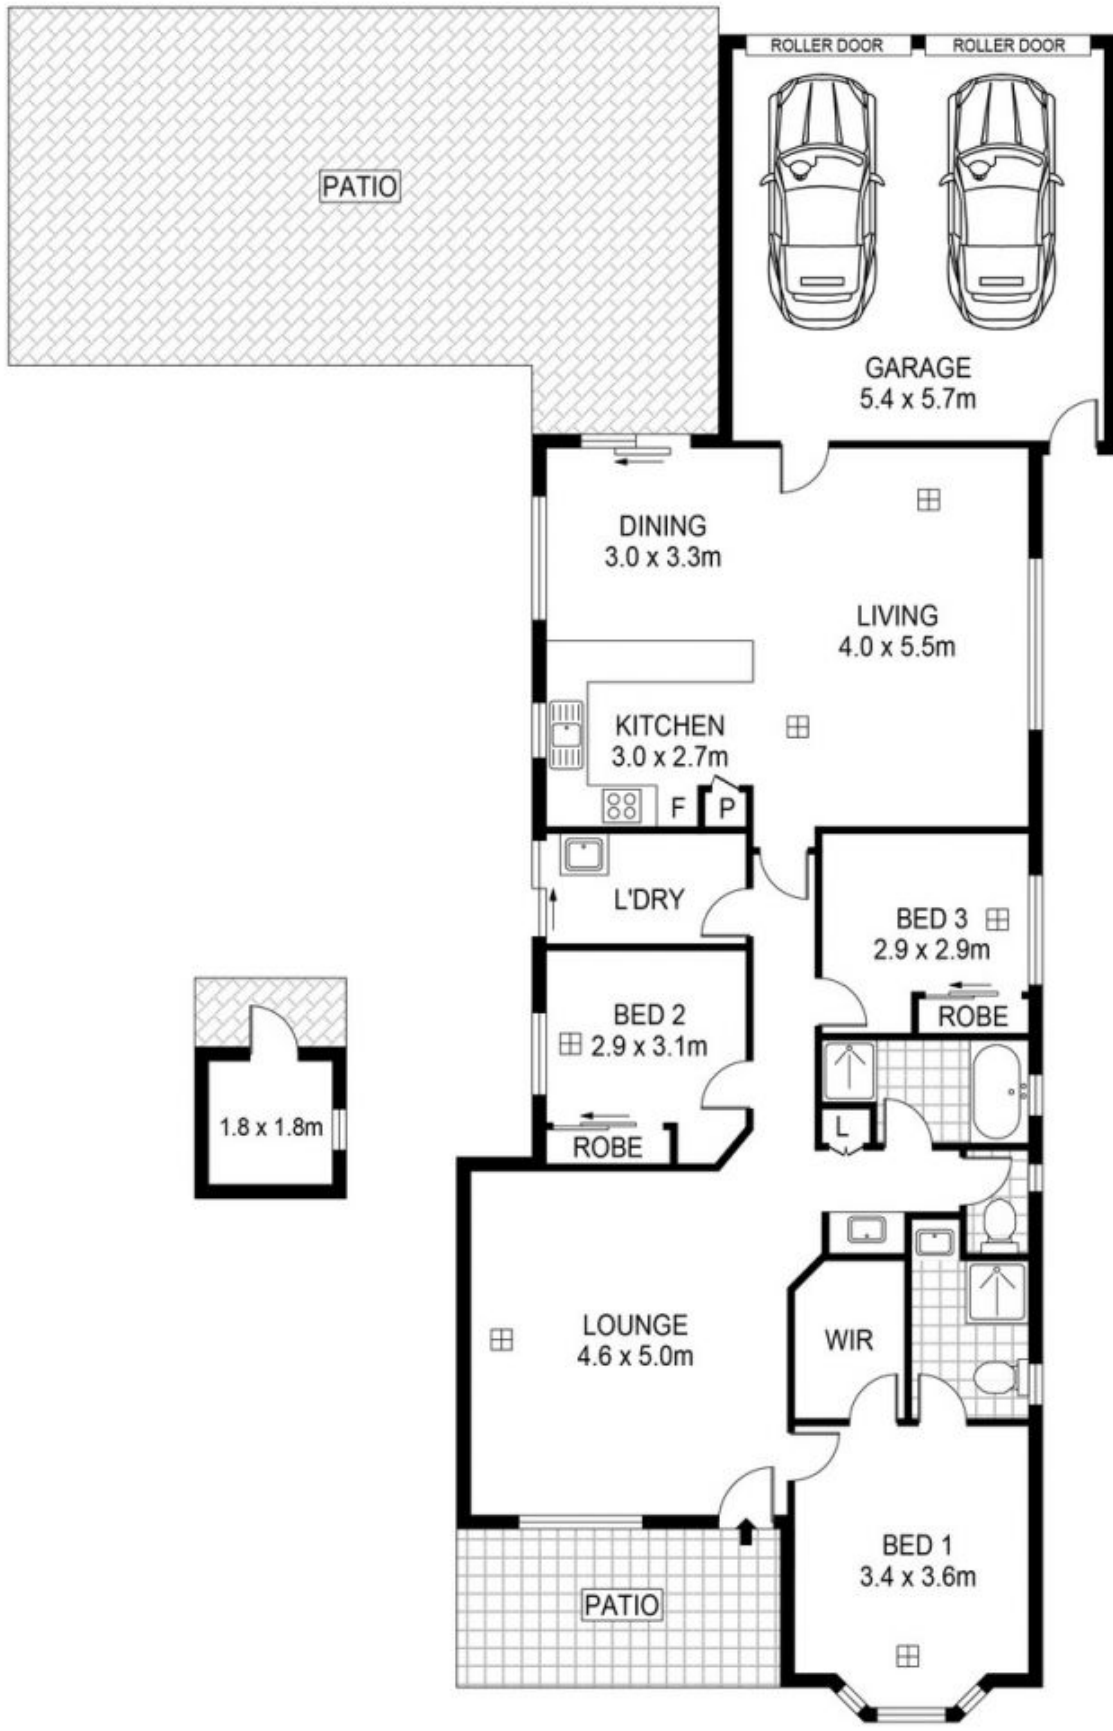 ROLLER DOOR
ROLLER DOOR
PATIO
GARAGE
5.4 x 5.7m
DINING
3.0 x 3.3m
LIVING
4.0 x 5.5m
KITCHEN
3.0 x 2.7m
F
P
L'DRY
BED 3
2.9 x 2.9m
ROBE
BED 2
2.9 x 3.1m
ROBE
1.8 x 1.8m
L
LOUNGE
4.6 x 5.0m
WIR
BED 1
3.4 x 3.6m
PATIO